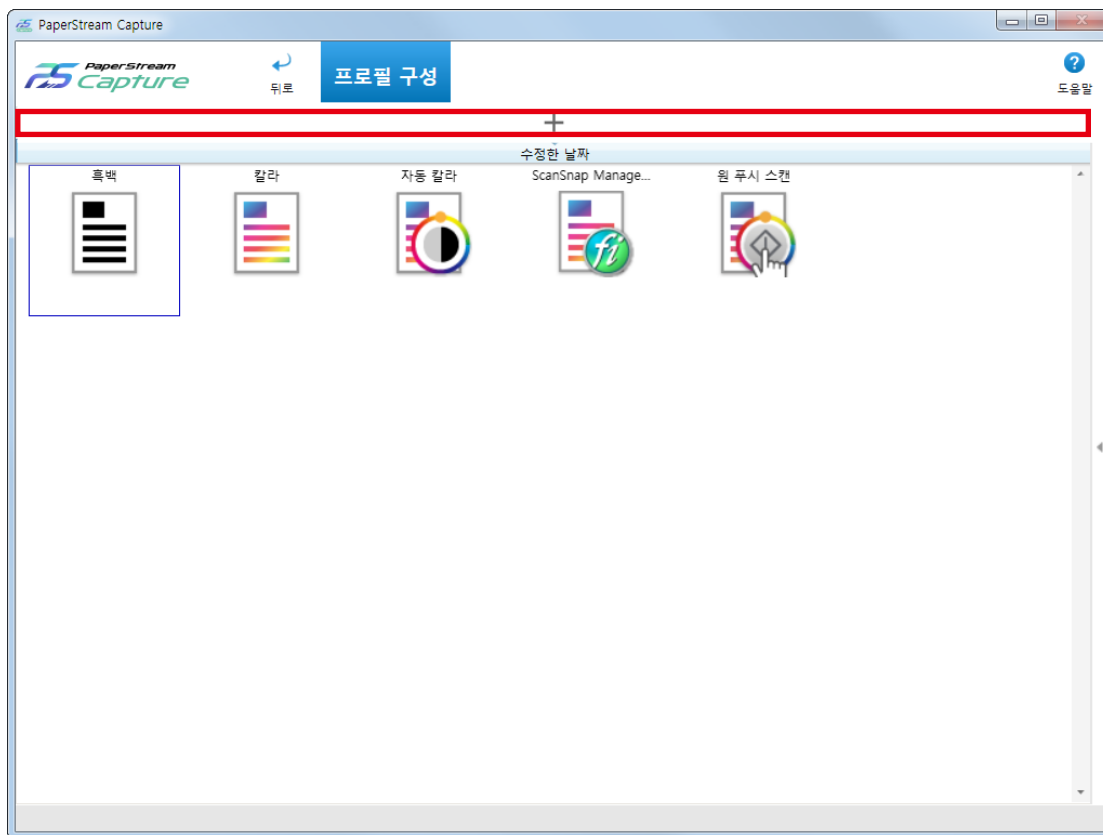 PaperStream Capture
PaperStream
Capture
뒤로
프로필 구성
?
도움말
+
수정한 날짜
흑백
칼라
자동 칼라
ScanSnap Manage...
원 푸시 스캔
fi